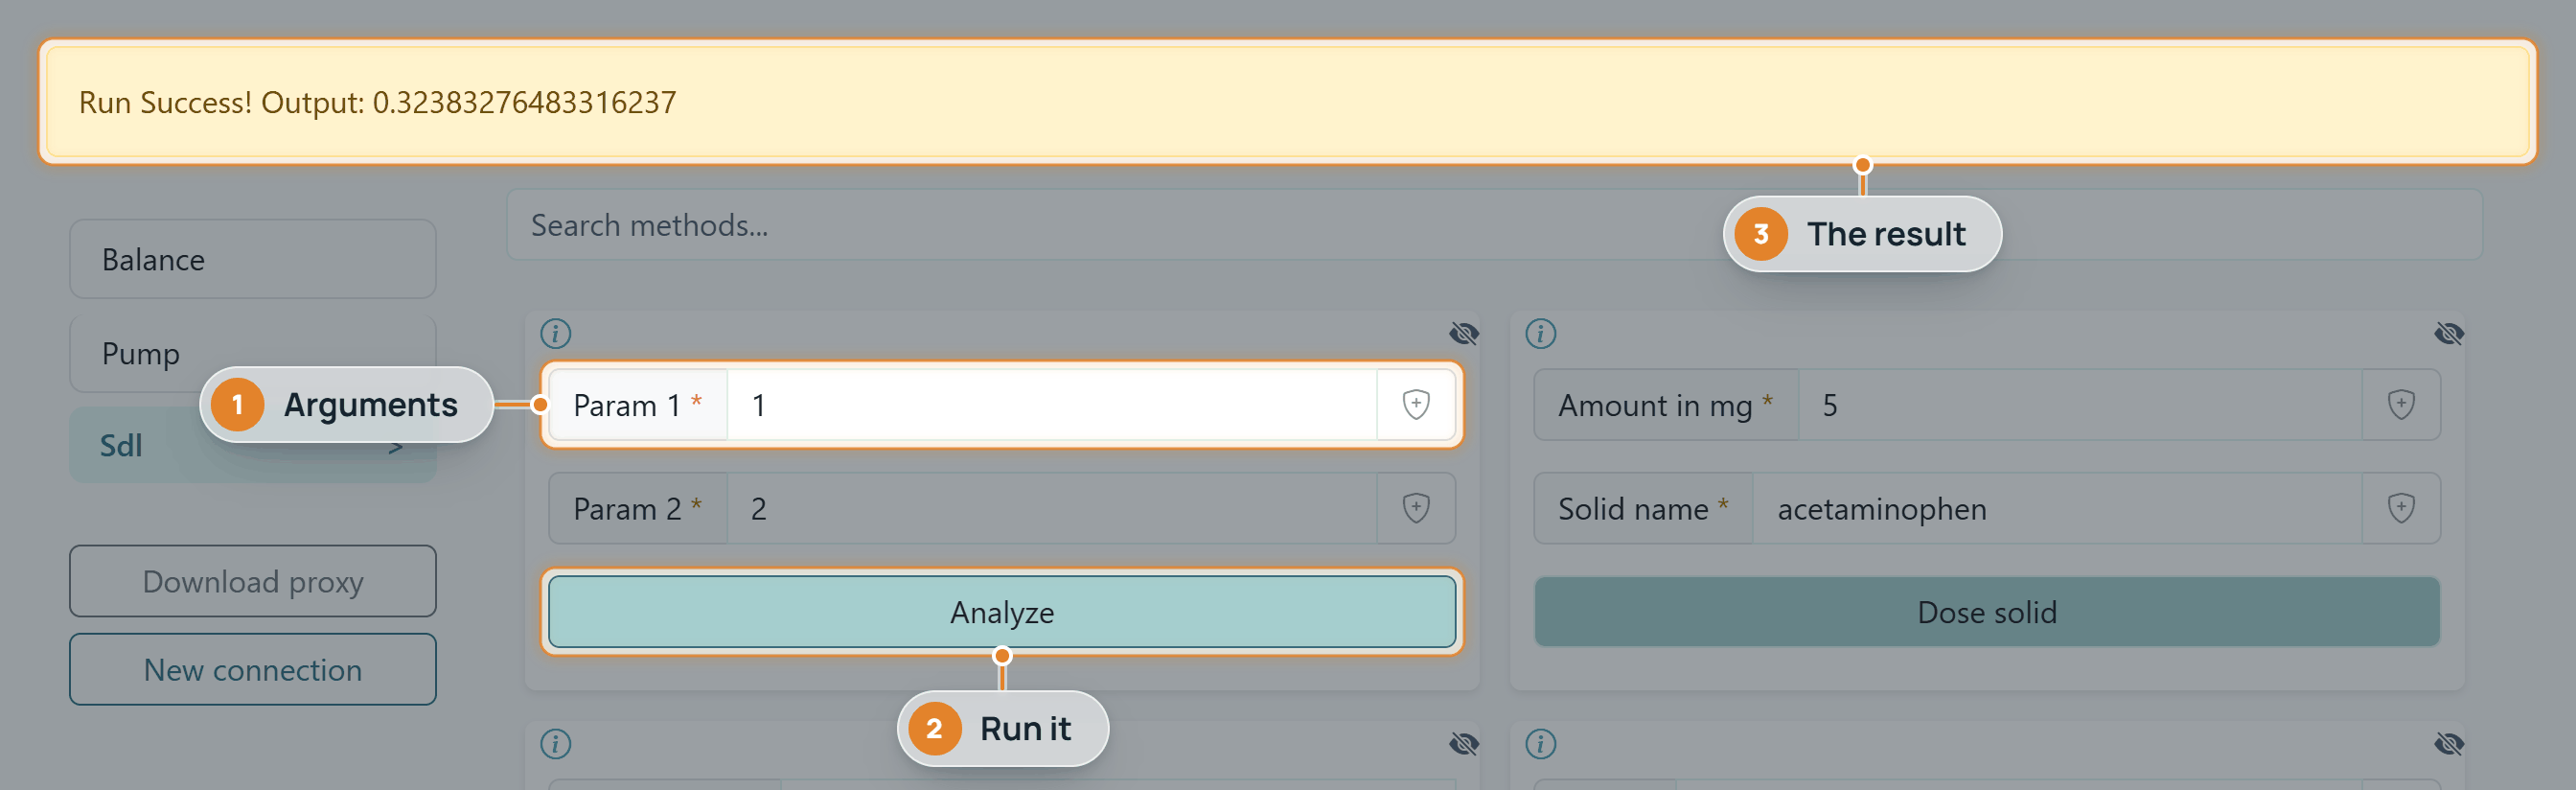 Run Success! Output: 0.32383276483316237
Search methods...
3 The result
Balance
Pump
Sdl >
Download proxy
New connection
1 Arguments
Param 1 * 1
Param 2 * 2
Analyze
2 Run it
Amount in mg * 5
Solid name * acetaminophen
Dose solid